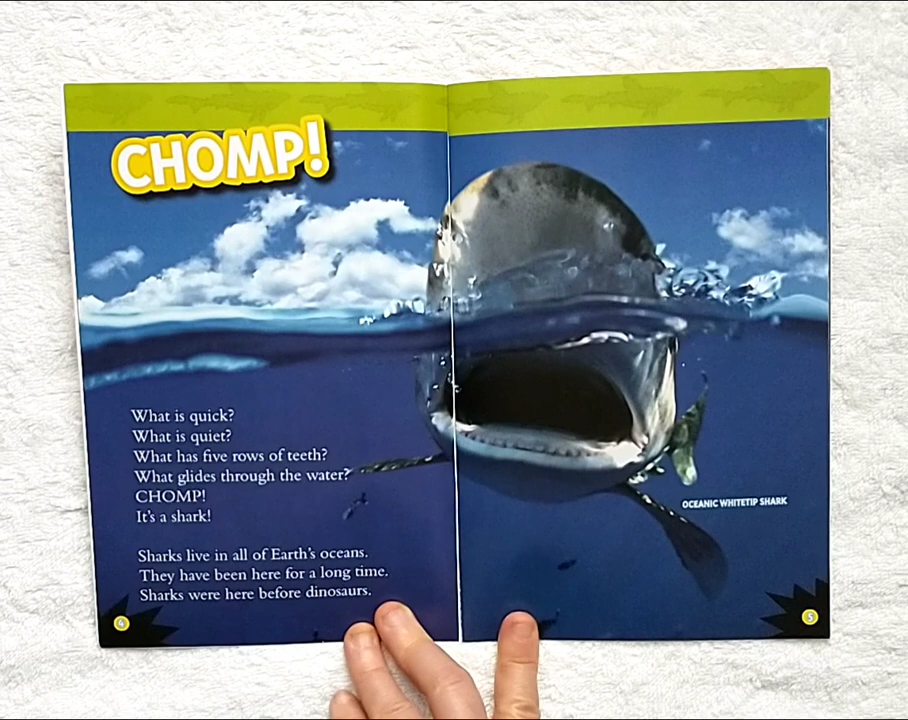 CHOMP!
What is quick?
What is quiet?
What has five rows of teeth?
What glides through the water?
CHOMP!
It's a shark!
Sharks live in all of Earth's oceans.
They have been here for a long time.
Sharks were here before dinosaurs.
4
OCEANIC WHITETIP SHARK
5